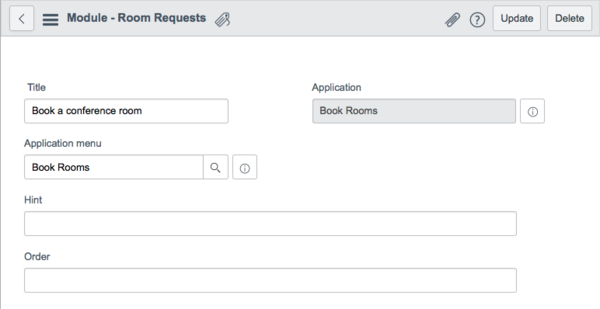 Module - Room Requests
Update
Delete
Title
Application
Book a conference room
Book Rooms
Application menu
Book Rooms
Hint
Order